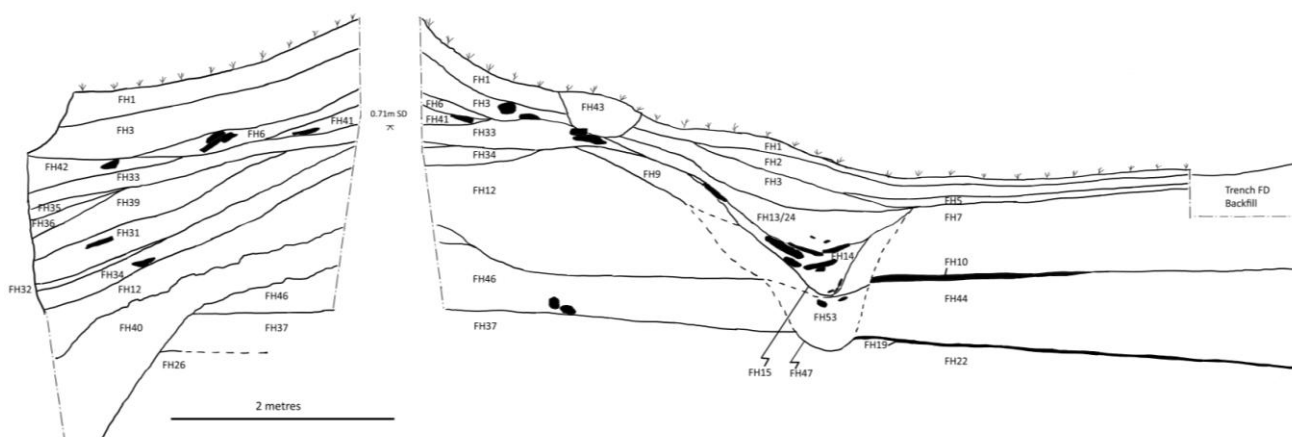 FH1
FH3
FH42
FH6
FH41
FH33
FH35
FH36
FH39
FH31
FH34
FH32
FH12
FH46
FH40
FH37
FH26
2 metres
0.71m SD
FH1
FH6
FH3
FH41
FH33
FH43
FH34
FH12
FH9
FH46
FH37
FH1
FH2
FH3
FH5
FH7
FH13/24
FH14
FH10
FH44
FH53
FH15
FH47
FH19
FH22
Trench FD
Backfill